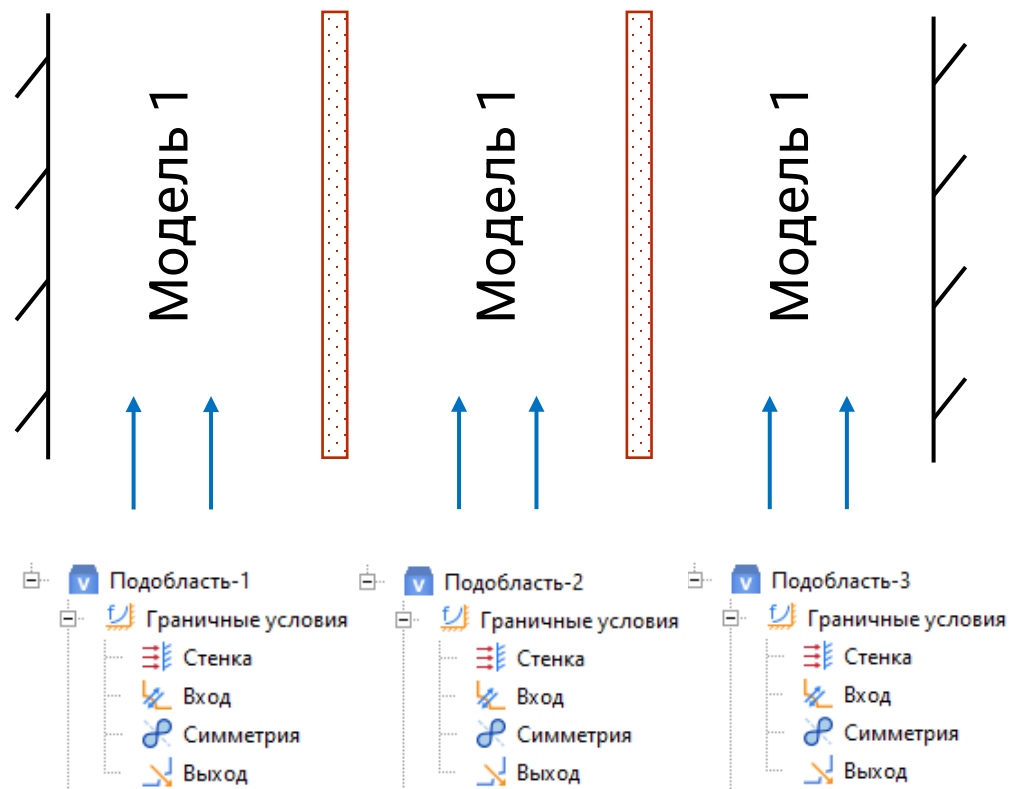 Модель 1
Модель 1
Модель 1
Подобласть-1
Граничные условия
Стенка
Вход
Симметрия
Выход
Подобласть-2
Граничные условия
Стенка
Вход
Симметрия
Выход
Подобласть-3
Граничные условия
Стенка
Вход
Симметрия
Выход